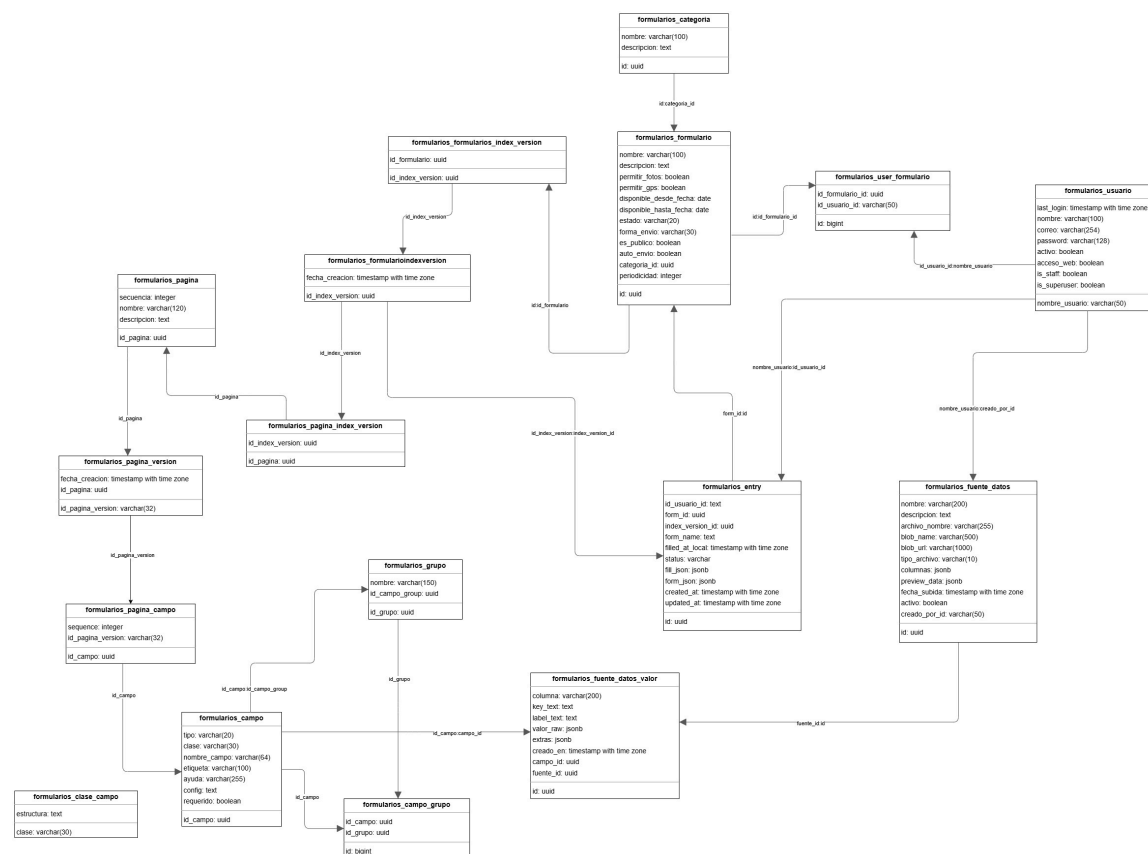 formularios_categoria
nombre: varchar(100)
descripcion: text
id: uuid
id:categoria_id
formularios_formularios_index_version
id_formulario: uuid
id_index_version: uuid
formularios_formulario
nombre: varchar(100)
descripcion: text
permitir_fotos: boolean
permitir_gps: boolean
disponible_desde_fecha: date
disponible_hasta_fecha: date
estado: varchar(20)
forma_envio: varchar(30)
es_publico: boolean
auto_envio: boolean
categoria_id: uuid
periodicidad: integer
id: uuid
formularios_user_formulario
id_formulario_id: uuid
id_usuario_id: varchar(50)
id: bigint
id:id_formulario_id
formularios_usuario
last_login: timestamp with time zone
nombre: varchar(100)
correo: varchar(254)
password: varchar(128)
activo: boolean
acceso_web: boolean
is_staff: boolean
is_superuser: boolean
nombre_usuario: varchar(50)
id_usuario_id:nombre_usuario
id_index_version
formularios_formularioindexversion
fecha_creacion: timestamp with time zone
id_index_version: uuid
id:id_formulario
formularios_pagina
secuencia: integer
nombre: varchar(120)
descripcion: text
id_pagina: uuid
id_index_version
nombre_usuario:id_usuario_id
id_pagina
id_pagina
form_id:id
nombre_usuario:creado_por_id
formularios_pagina_index_version
id_index_version: uuid
id_pagina: uuid
id_index_version:index_version_id
formularios_pagina_version
fecha_creacion: timestamp with time zone
id_pagina: uuid
id_pagina_version: varchar(32)
formularios_entry
id_usuario_id: text
form_id: uuid
index_version_id: uuid
form_name: text
filled_at_local: timestamp with time zone
status: varchar
fill_json: jsonb
form_json: jsonb
created_at: timestamp with time zone
updated_at: timestamp with time zone
id: uuid
formularios_fuente_datos
nombre: varchar(200)
descripcion: text
archivo_nombre: varchar(255)
blob_name: varchar(500)
blob_url: varchar(1000)
tipo_archivo: varchar(10)
columnas: jsonb
preview_data: jsonb
fecha_subida: timestamp with time zone
activo: boolean
creado_por_id: varchar(50)
id: uuid
id_pagina_version
formularios_grupo
nombre: varchar(150)
id_campo_group: uuid
id_grupo: uuid
formularios_pagina_campo
sequence: integer
id_pagina_version: varchar(32)
id_campo: uuid
id_campo
id_campo:id_campo_group
id_grupo
formularios_fuente_datos_valor
columna: varchar(200)
key_text: text
label_text: text
valor_raw: jsonb
extras: jsonb
creado_en: timestamp with time zone
campo_id: uuid
fuente_id: uuid
id: uuid
fuente_id:id
id_campo:campo_id
formularios_campo
tipo: varchar(20)
clase: varchar(30)
nombre_campo: varchar(64)
etiqueta: varchar(100)
ayuda: varchar(255)
config: text
requerido: boolean
id_campo: uuid
id_campo
formularios_clase_campo
estructura: text
clase: varchar(30)
formularios_campo_grupo
id_campo: uuid
id_grupo: uuid
id: bigint